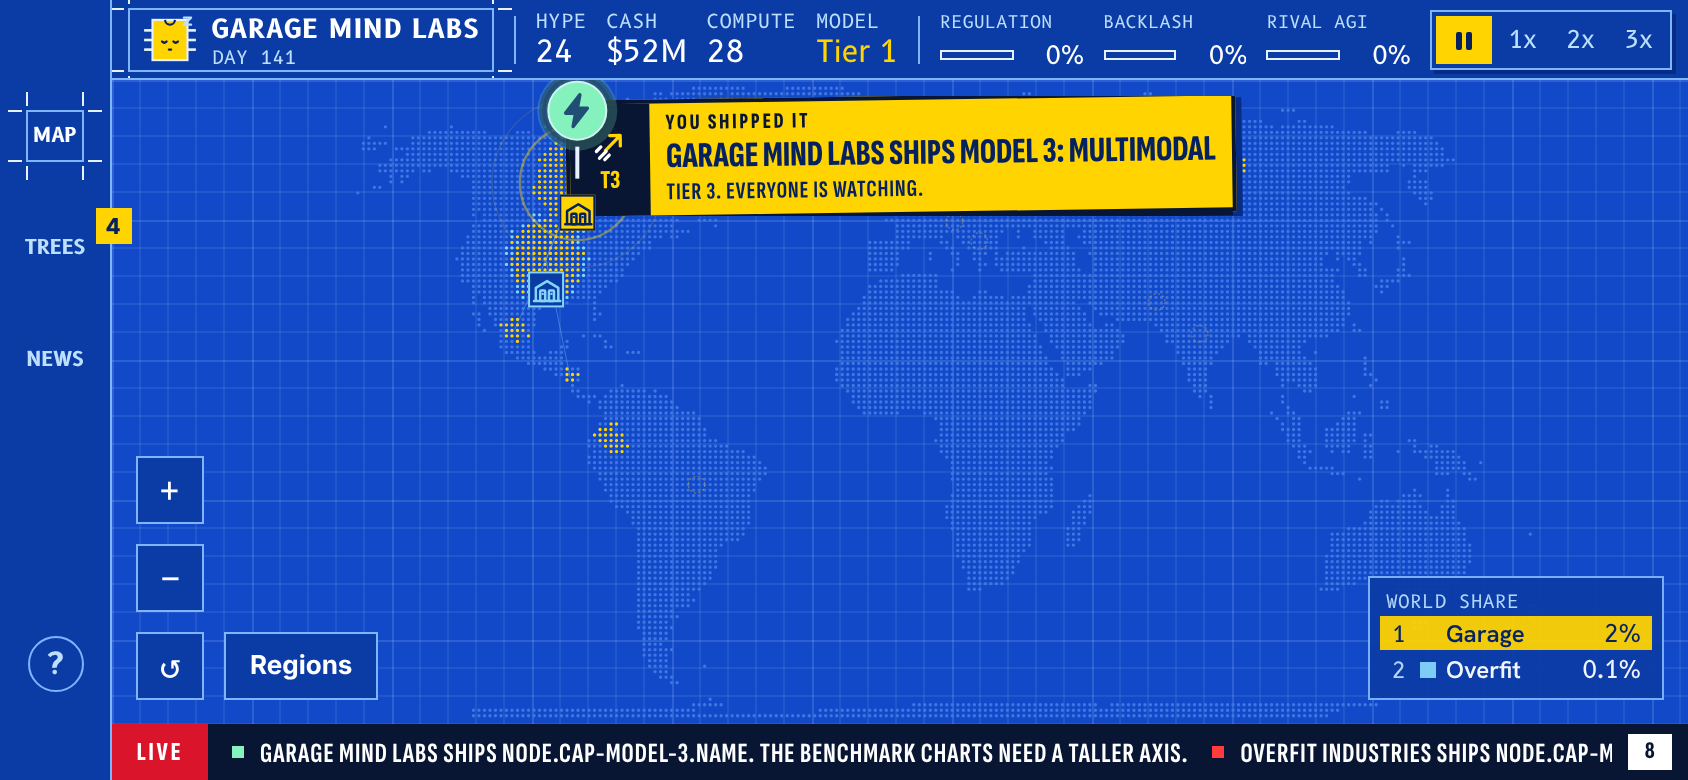 GARAGE MIND LABS
DAY 141
HYPE
24
CASH
$52M
COMPUTE
28
MODEL
Tier 1
REGULATION
0%
BACKLASH
0%
RIVAL AGI
0%
1x
2x
3x
MAP
4
TREES
NEWS
T3
YOU SHIPPED IT
GARAGE MIND LABS SHIPS MODEL 3: MULTIMODAL
TIER 3. EVERYONE IS WATCHING.
+
−
?
↺
Regions
WORLD SHARE
1 Garage 2%
2 Overfit 0.1%
LIVE
GARAGE MIND LABS SHIPS NODE.CAP-MODEL-3.NAME. THE BENCHMARK CHARTS NEED A TALLER AXIS.
OVERFIT INDUSTRIES SHIPS NODE.CAP-M
8